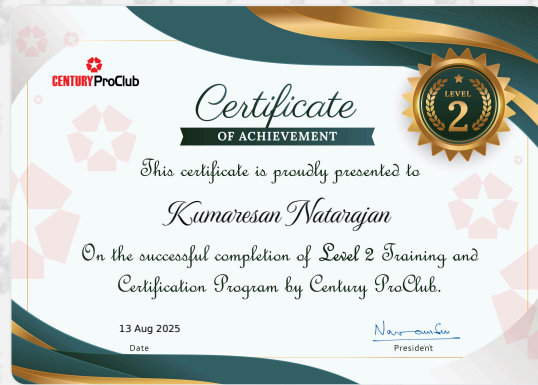 CENTURY ProClub
LEVEL
2
Certificate
OF ACHIEVEMENT
This certificate is proudly presented to
Kumaresan Natarajan
On the successful completion of Level 2 Training and
Certification Program by Century ProClub.
13 Aug 2025
Date
President